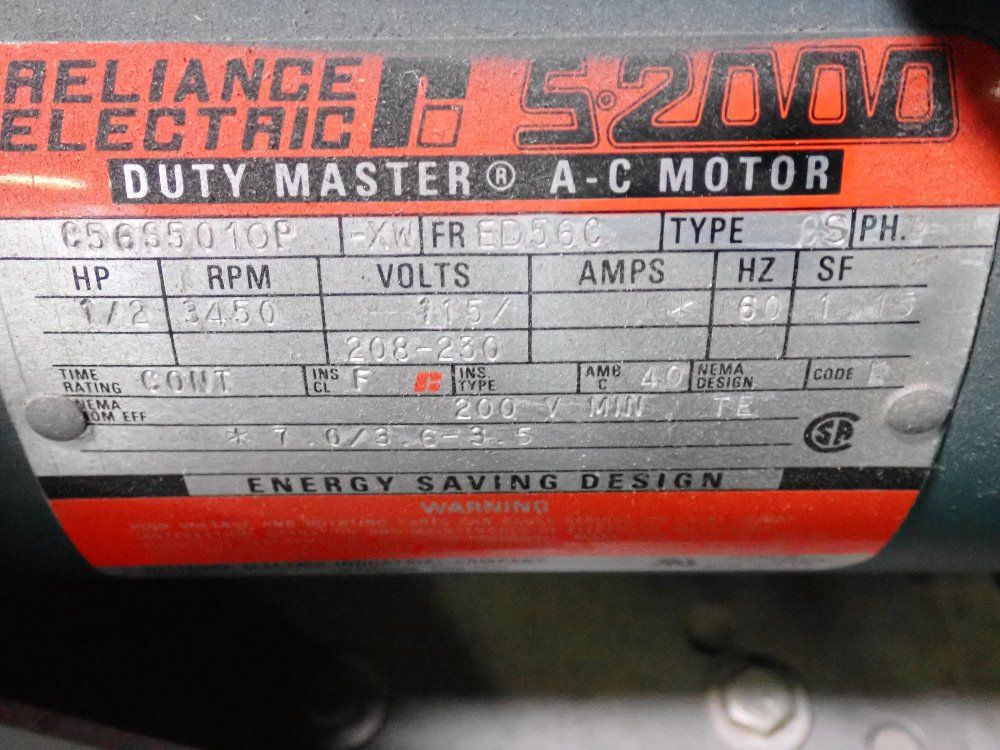 RELIANCE
ELECTRIC
S·2000
DUTY MASTER® A-C MOTOR
C56S5010P -XW FR ED56C TYPE CS PH.
HP RPM VOLTS AMPS HZ SF
1/2 3450 115/ * 60 1.15
208-230
TIME RATING CONT INS CL F INS. TYPE AMB C 40 NEMA DESIGN CODE
NEMA NOM EFF 200 V MIN TE
* 7.0/3.6-3.5
ENERGY SAVING DESIGN
WARNING